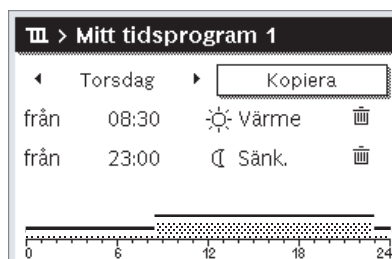 > Mitt tidsprogram 1
Torsdag Kopiera
från 08:30 Värme
från 23:00 Sänk.
0 6 12 18 24